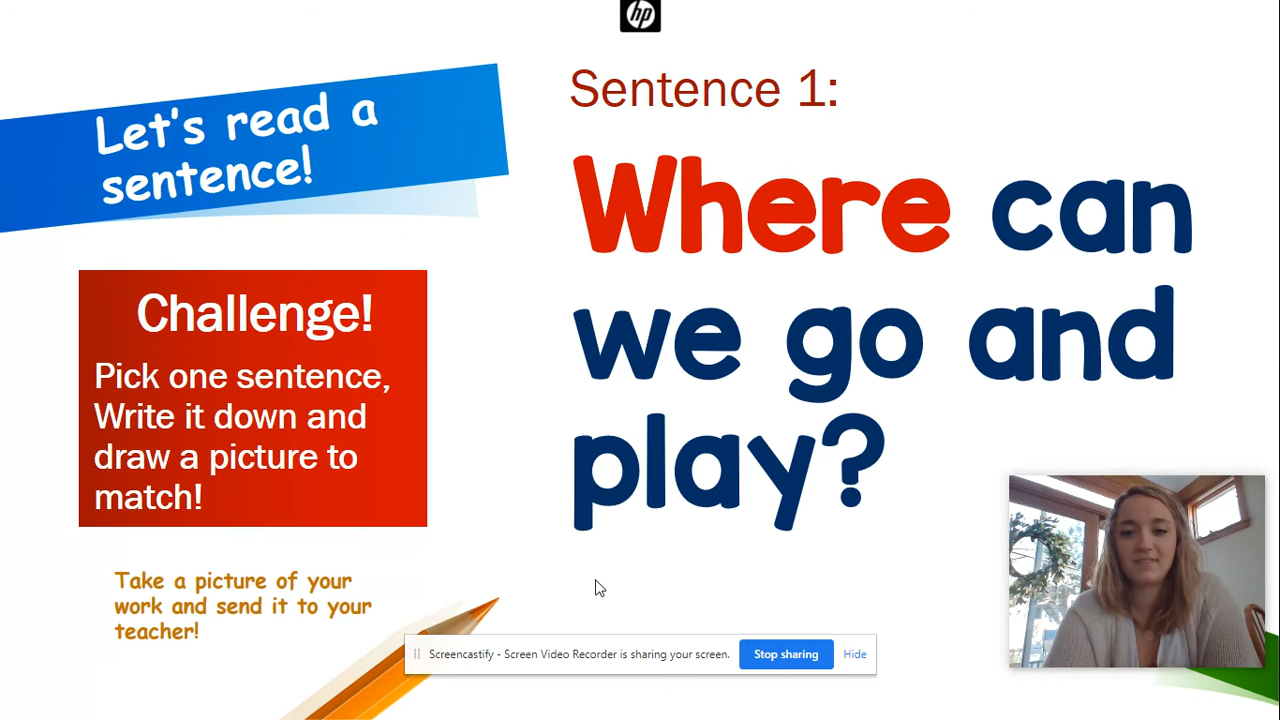 hp
Let's read a
sentence!
Challenge!
Pick one sentence,
Write it down and
draw a picture to
match!
Take a picture of your
work and send it to your
teacher!
Sentence 1:
Where can
we go and
play?
Screencastify - Screen Video Recorder is sharing your screen.
Stop sharing
Hide